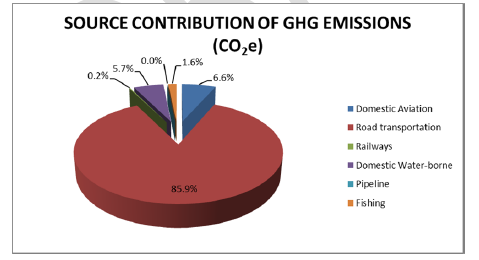 SOURCE CONTRIBUTION OF GHG EMISSIONS
(CO₂e)
0.0%
1.6%
5.7%
0.2%
6.6%
85.9%
Domestic Aviation
Road transportation
Railways
Domestic Water-borne
Pipeline
Fishing